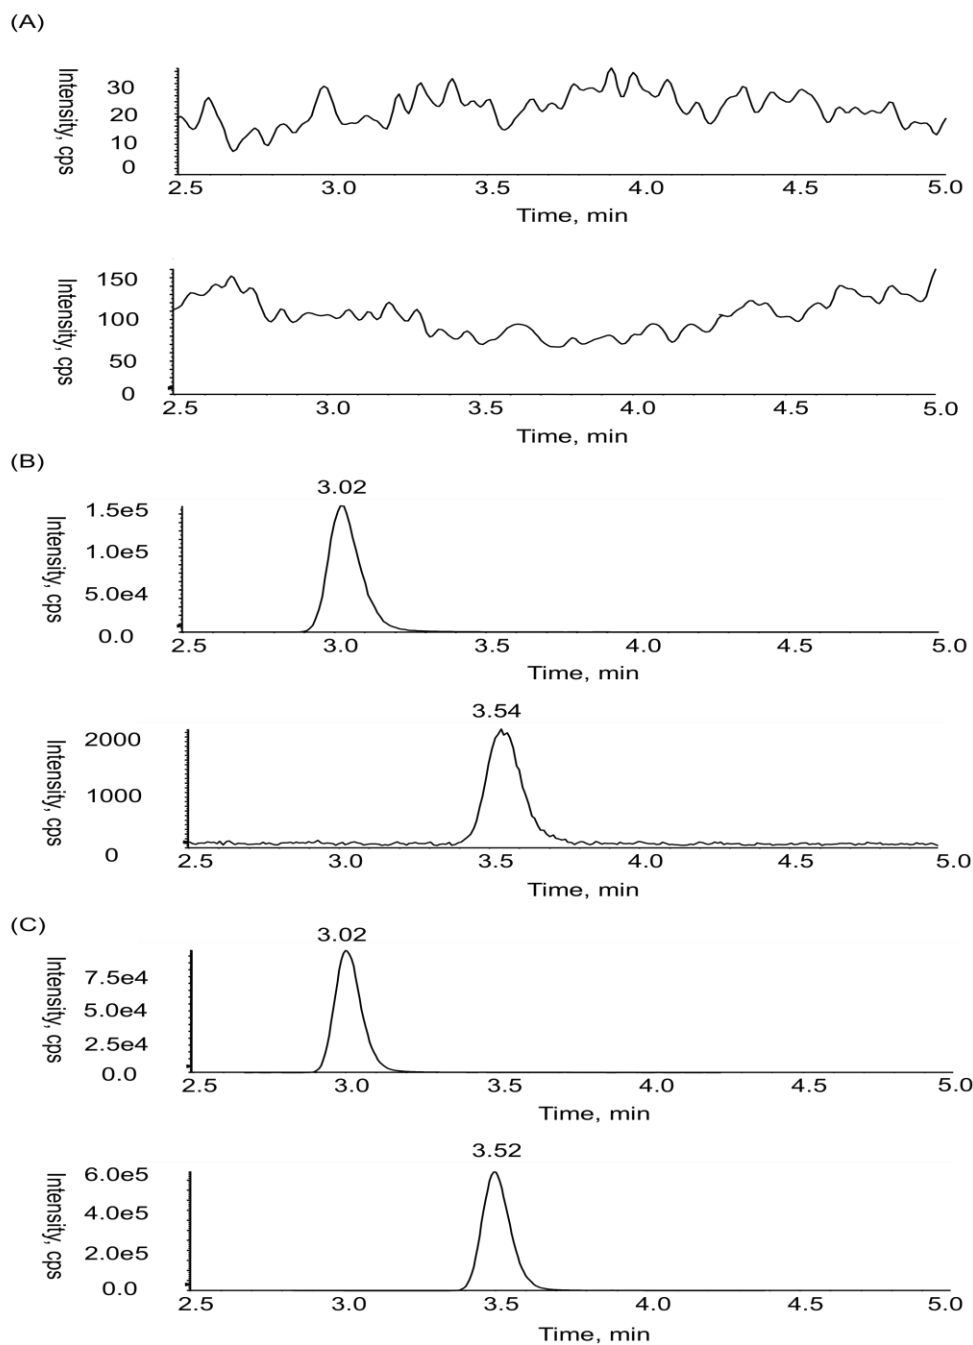 (A)
Intensity, cps
30
20
10
0
2.5 3.0 3.5 4.0 4.5 5.0
Time, min
Intensity, cps
150
100
50
0
2.5 3.0 3.5 4.0 4.5 5.0
Time, min
(B)
3.02
Intensity, cps
1.5e5
1.0e5
5.0e4
0.0
2.5 3.0 3.5 4.0 4.5 5.0
Time, min
3.54
Intensity, cps
2000
1000
0
2.5 3.0 3.5 4.0 4.5 5.0
Time, min
(C)
3.02
Intensity, cps
7.5e4
5.0e4
2.5e4
0.0
2.5 3.0 3.5 4.0 4.5 5.0
Time, min
3.52
Intensity, cps
6.0e5
4.0e5
2.0e5
0.0
2.5 3.0 3.5 4.0 4.5 5.0
Time, min